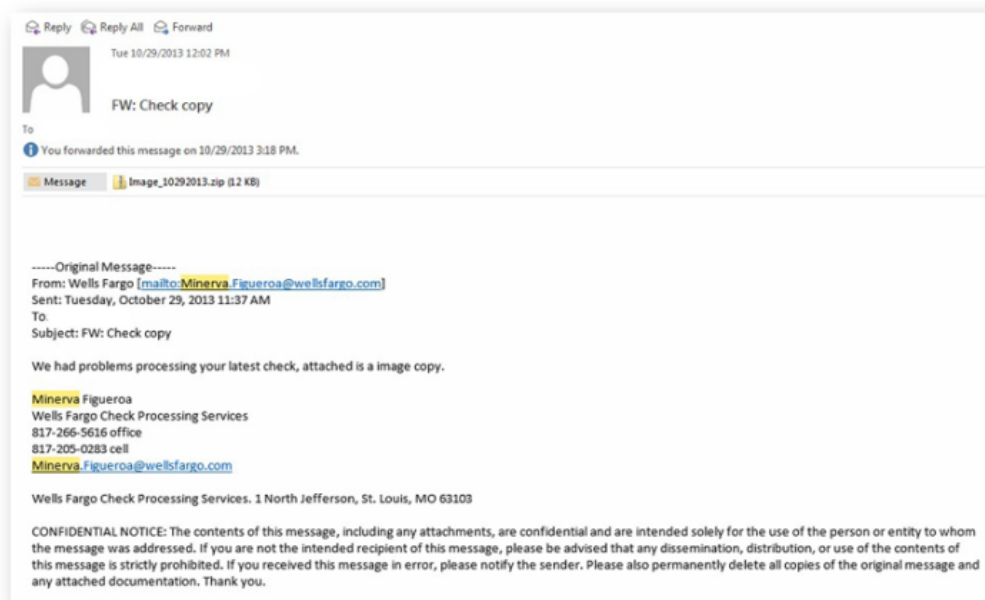 Reply Reply All Forward
Tue 10/29/2013 12:02 PM
FW: Check copy
To
You forwarded this message on 10/29/2013 3:18 PM.
Message Image_10292013.zip (12 KB)
-----Original Message-----
From: Wells Fargo [mailto:Minerva.Figueroa@wellsfargo.com]
Sent: Tuesday, October 29, 2013 11:37 AM
To
Subject: FW: Check copy
We had problems processing your latest check, attached is a image copy.
Minerva Figueroa
Wells Fargo Check Processing Services
817-266-5616 office
817-205-0283 cell
Minerva.Figueroa@wellsfargo.com
Wells Fargo Check Processing Services. 1 North Jefferson, St. Louis, MO 63103
CONFIDENTIAL NOTICE: The contents of this message, including any attachments, are confidential and are intended solely for the use of the person or entity to whom
the message was addressed. If you are not the intended recipient of this message, please be advised that any dissemination, distribution, or use of the contents of
this message is strictly prohibited. If you received this message in error, please notify the sender. Please also permanently delete all copies of the original message and
any attached documentation. Thank you.